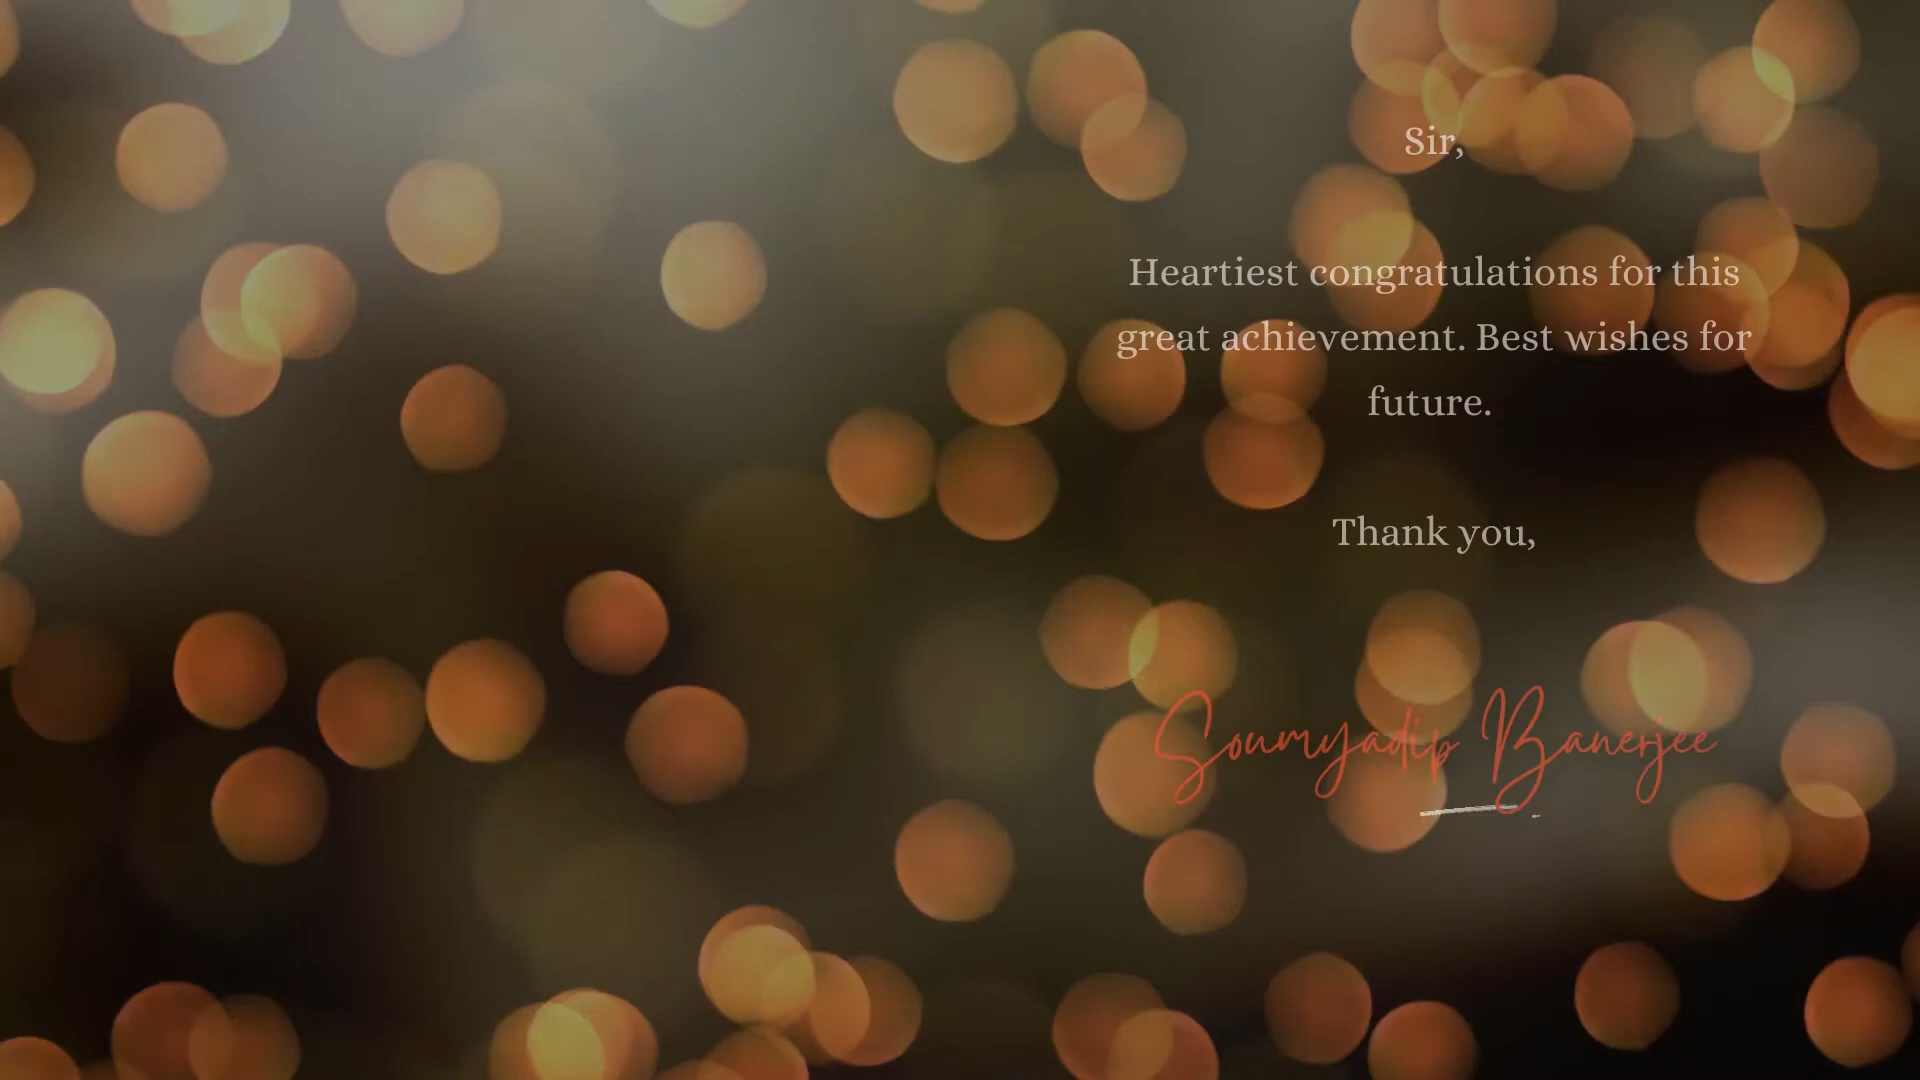 Sir,
Heartiest congratulations for this
great achievement. Best wishes for
future.
Thank you,
Soumyadip Banerjee